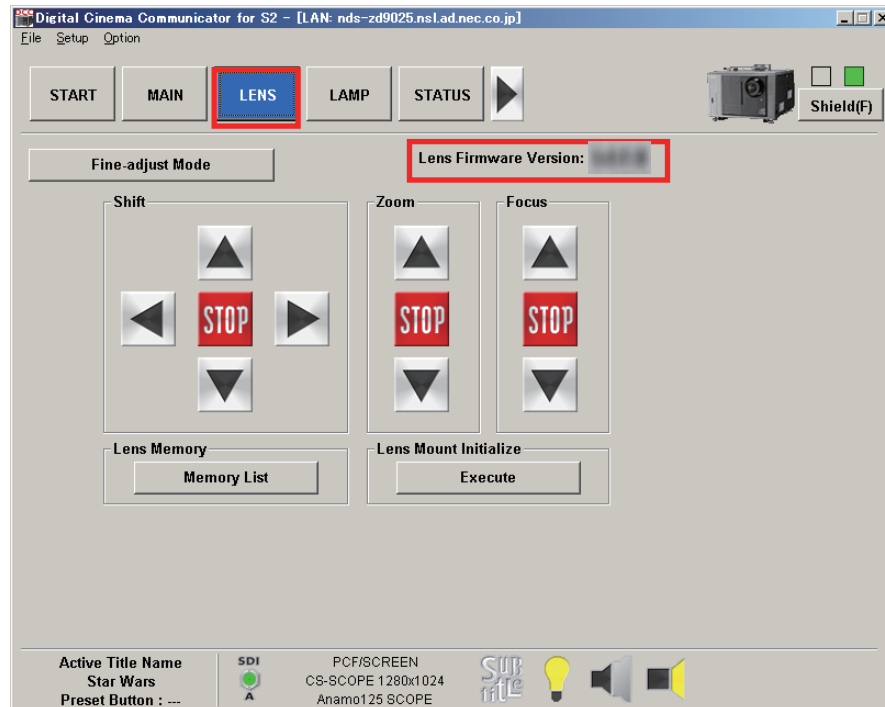 DCC
Digital Cinema Communicator for S2 - [LAN: nds-zd9025.nsl.ad.nec.co.jp]
File Setup Option
START MAIN LENS LAMP STATUS
Shield(F)
Fine-adjust Mode
Lens Firmware Version:
Shift
Zoom
Focus
STOP
STOP
STOP
Lens Memory
Memory List
Lens Mount Initialize
Execute
Active Title Name
Star Wars
Preset Button : ---
SDI
A
PCF/SCREEN
CS-SCOPE 1280x1024
Anamo125 SCOPE
SUB
TITLE